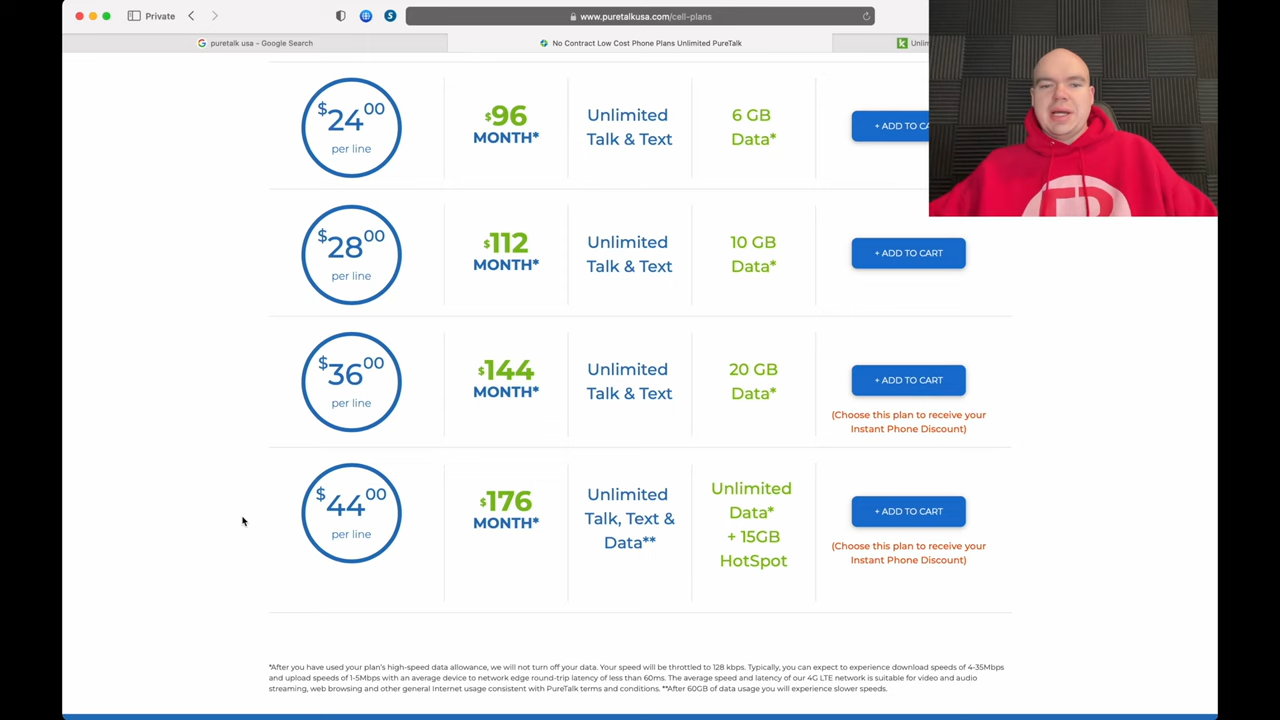 Private
www.puretalkusa.com/cell-plans
puretalk usa – Google Search
No Contract Low Cost Phone Plans Unlimited PureTalk
$24.00
per line
$96
MONTH*
Unlimited
Talk & Text
6 GB
Data*
+ ADD TO
$28.00
per line
$112
MONTH*
Unlimited
Talk & Text
10 GB
Data*
+ ADD TO CART
$36.00
per line
$144
MONTH*
Unlimited
Talk & Text
20 GB
Data*
+ ADD TO CART
(Choose this plan to receive your
Instant Phone Discount)
$44.00
per line
$176
MONTH*
Unlimited
Talk, Text &
Data**
Unlimited
Data*
+ 15GB
HotSpot
+ ADD TO CART
(Choose this plan to receive your
Instant Phone Discount)
*After you have used your plan's high-speed data allowance, we will not turn off your data. Your speed will be throttled to 128 kbps. Typically, you can expect to experience download speeds of 4-35Mbps
and upload speeds of 1-5Mbps with an average device to network edge round-trip latency of less than 60ms. The average speed and latency of our 4G LTE network is suitable for video and audio
streaming, web browsing and other general Internet usage consistent with PureTalk terms and conditions. **After 60GB of data usage you will experience slower speeds.